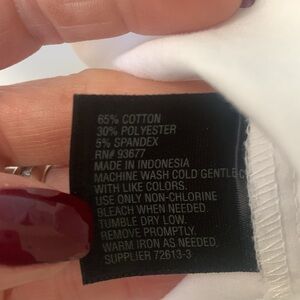 65% COTTON
30% POLYESTER
5% SPANDEX
RN# 93677
MADE IN INDONESIA
MACHINE WASH COLD GENTLE
WITH LIKE COLORS.
USE ONLY NON-CHLORINE
BLEACH WHEN NEEDED.
TUMBLE DRY LOW.
REMOVE PROMPTLY.
WARM IRON AS NEEDED.
SUPPLIER 72613-3